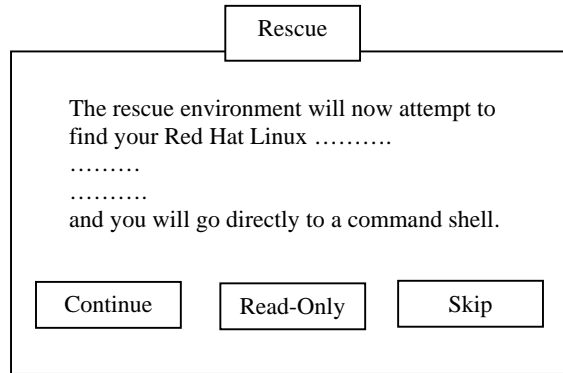 Rescue
The rescue environment will now attempt to
find your Red Hat Linux ……….
………
……….
and you will go directly to a command shell.
Continue
Read-Only
Skip